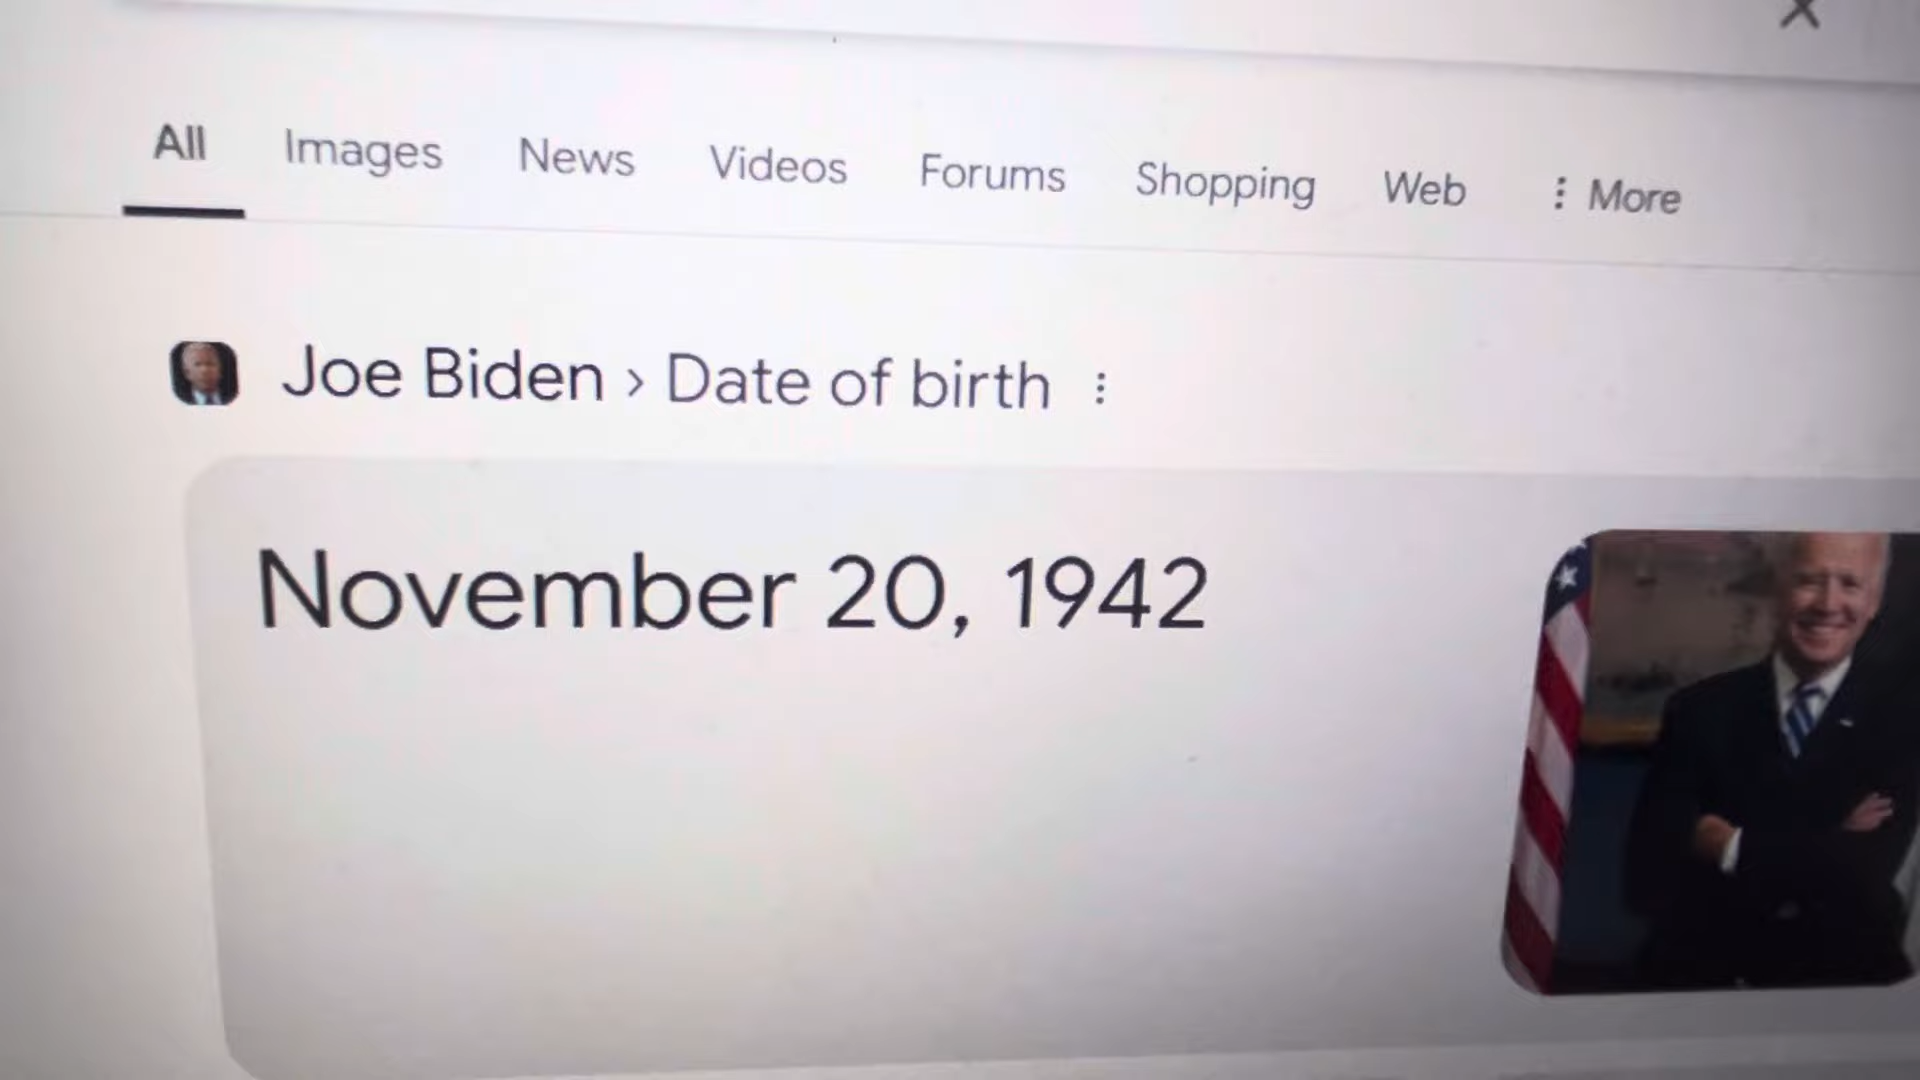 All Images News Videos Forums Shopping Web More
Joe Biden › Date of birth
November 20, 1942